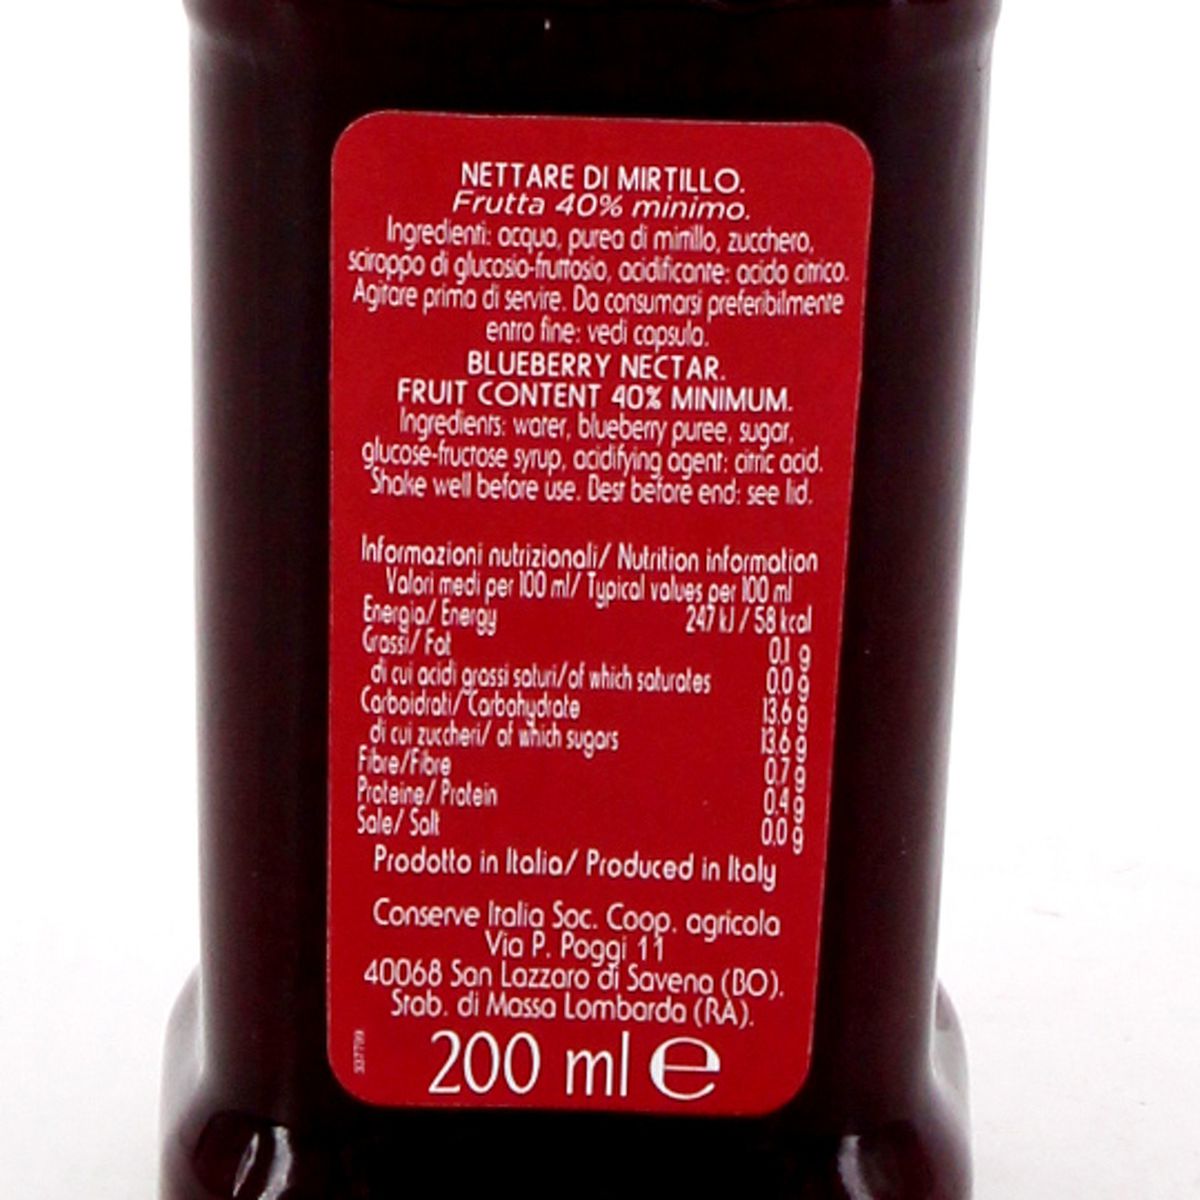 NETTARE DI MIRTILLO.
Frutta 40% minimo.
Ingredienti: acqua, purea di mirtillo, zucchero,
sciroppo di glucosio-fruttosio, acidificante: acido citrico.
Agitare prima di servire. Da consumarsi preferibilmente
entro fine: vedi capsula.
BLUEBERRY NECTAR.
FRUIT CONTENT 40% MINIMUM.
Ingredients: water, blueberry puree, sugar,
glucose-fructose syrup, acidifying agent: citric acid.
Shake well before use. Best before end: see lid.
Informazioni nutrizionali/ Nutrition information
Valori medi per 100 ml/ Typical values per 100 ml
Energia/ Energy 247 kJ / 58 kcal
Grassi/ Fat 0.1 g
di cui acidi grassi saturi/of which saturates 0.0 g
Carboidrati/ Carbohydrate 13.6 g
di cui zuccheri/ of which sugars 13.6 g
Fibre/Fibre 0.7 g
Proteine/ Protein 0.4 g
Sale/ Salt 0.0 g
Prodotto in Italia/ Produced in Italy
Conserve Italia Soc. Coop. agricola
Via P. Poggi 11
40068 San Lazzaro di Savena (BO).
Stab. di Massa Lombarda (RA).
200 ml e